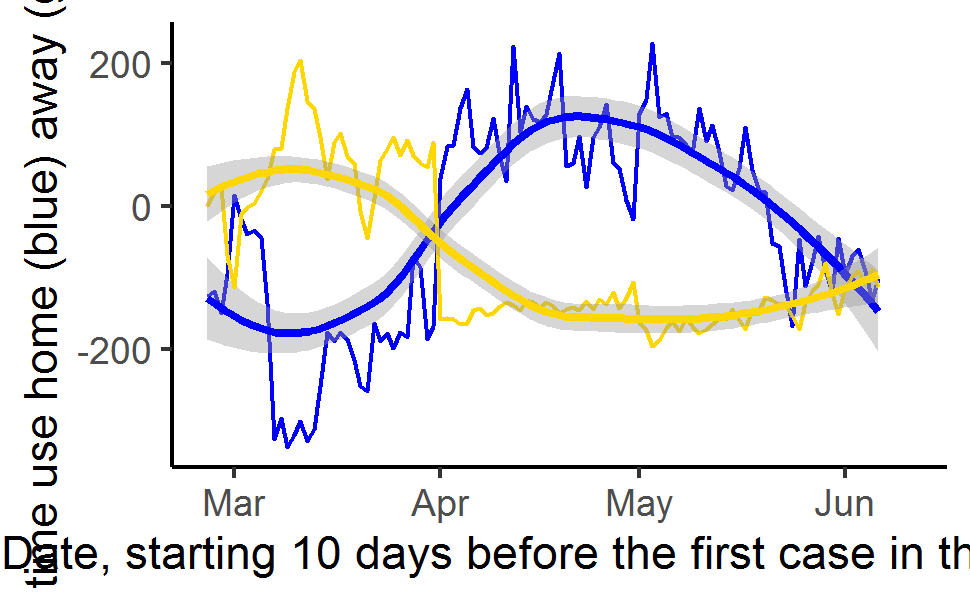 time use home (blue) away (
200
0
-200
Mar Apr May Jun
Date, starting 10 days before the first case in th